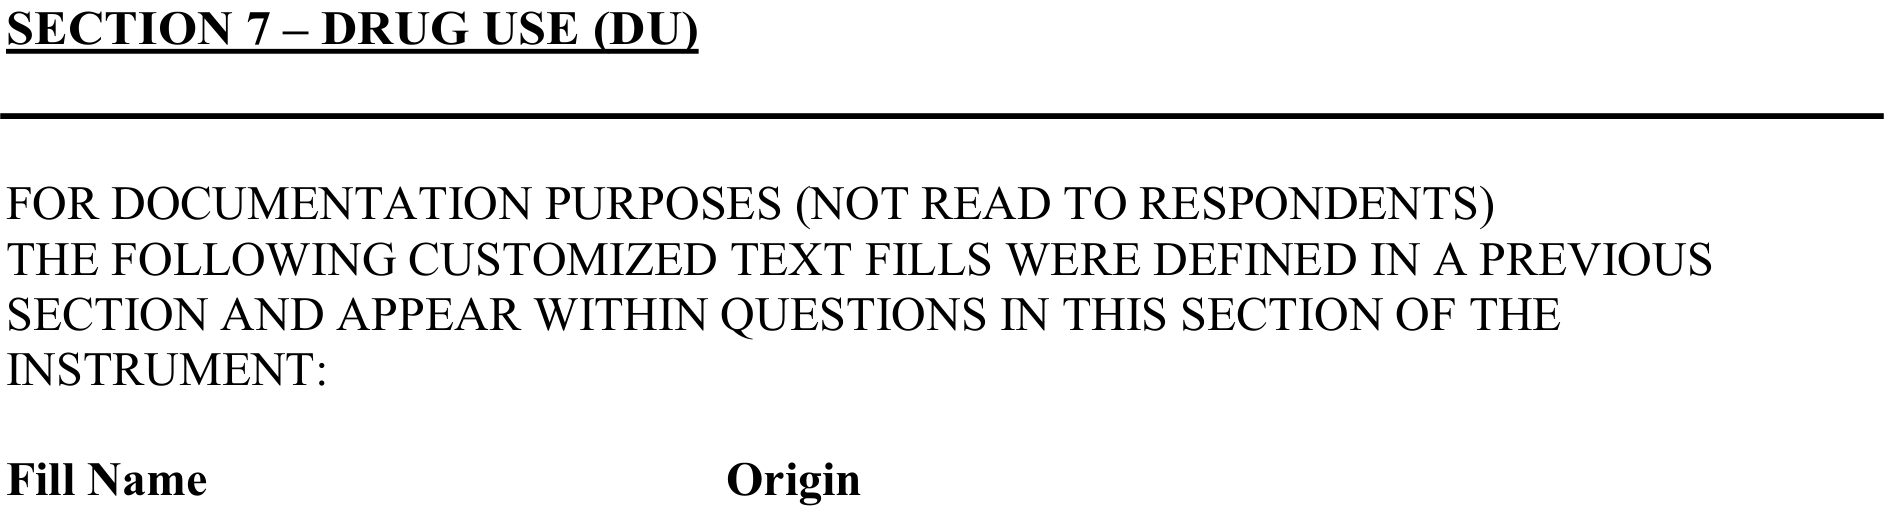 SECTION 7 – DRUG USE (DU)
FOR DOCUMENTATION PURPOSES (NOT READ TO RESPONDENTS)
THE FOLLOWING CUSTOMIZED TEXT FILLS WERE DEFINED IN A PREVIOUS
SECTION AND APPEAR WITHIN QUESTIONS IN THIS SECTION OF THE
INSTRUMENT:
Fill Name Origin